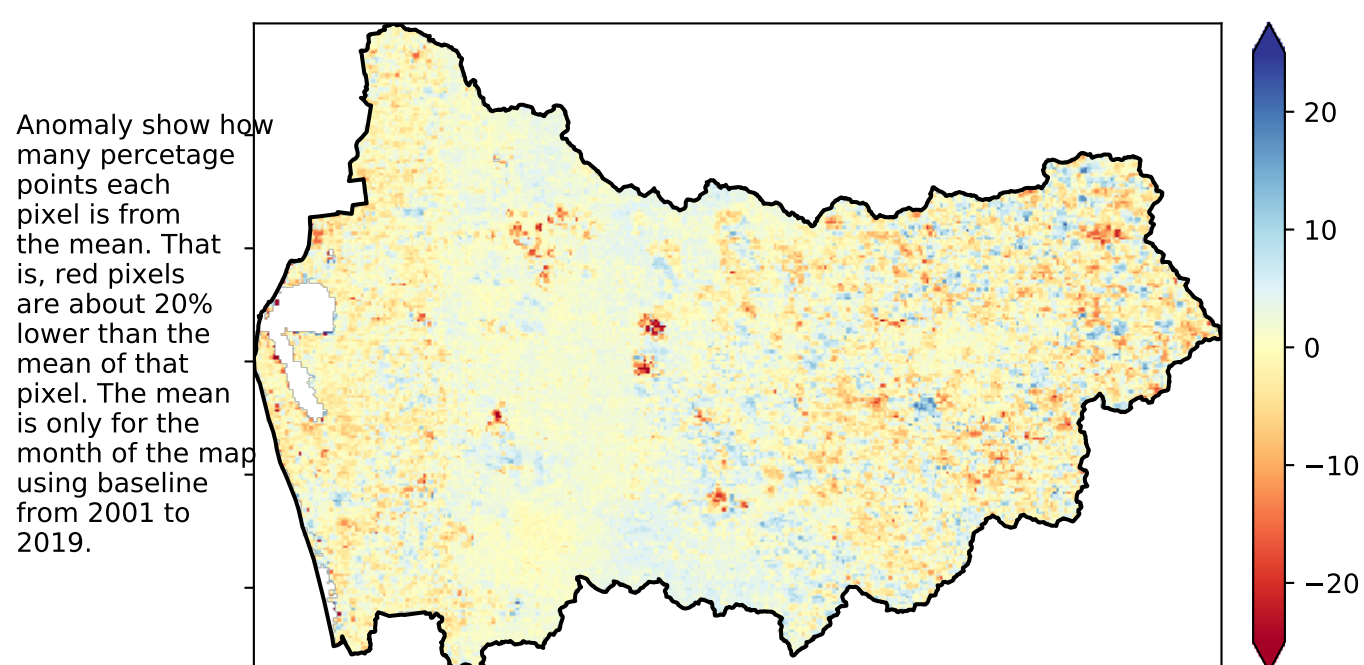 Anomaly show how
many percetage
points each
pixel is from
the mean. That
is, red pixels
are about 20%
lower than the
mean of that
pixel. The mean
is only for the
month of the map
using baseline
from 2001 to
2019.
20
10
0
−10
−20